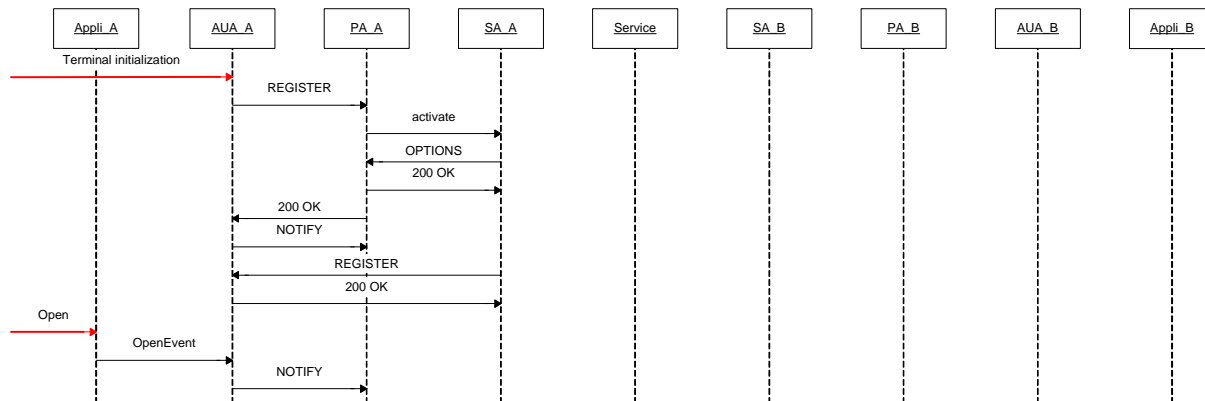 Appli_A
AUA_A
PA_A
SA_A
Service
SA_B
PA_B
AUA_B
Appli_B
Terminal initialization
REGISTER
activate
OPTIONS
200 OK
200 OK
NOTIFY
REGISTER
200 OK
Open
OpenEvent
NOTIFY